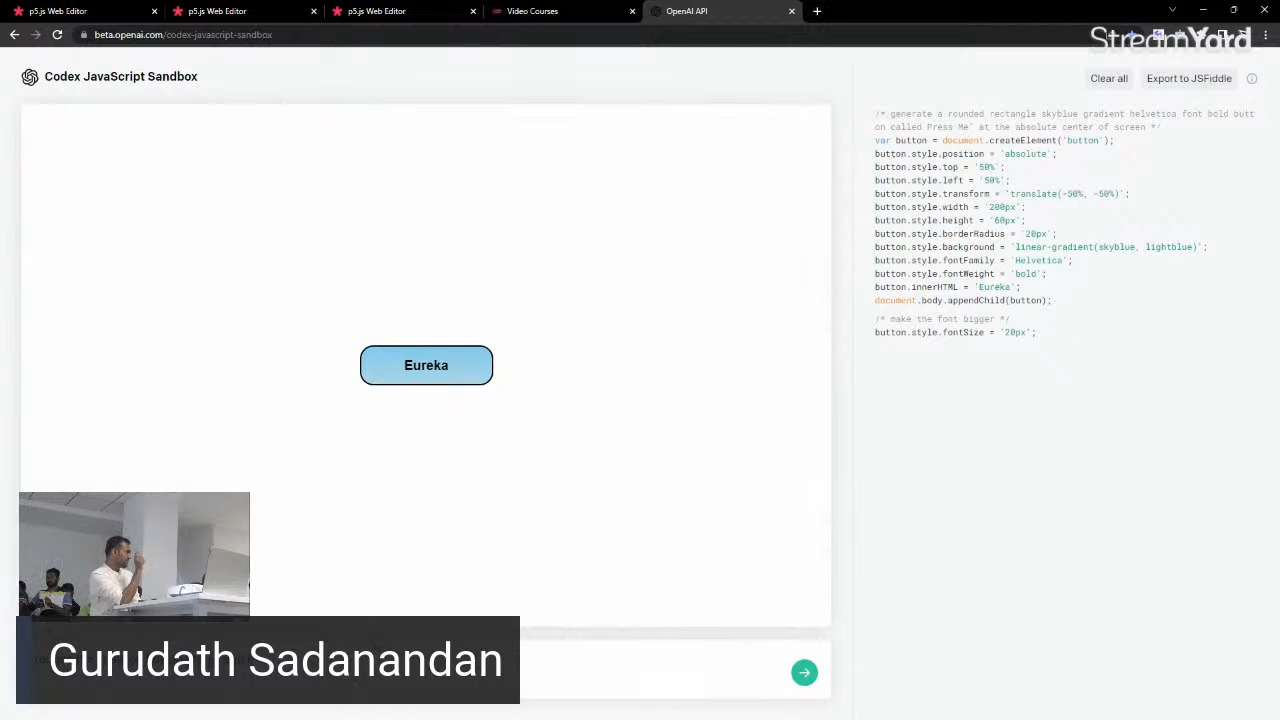 p5.js Web Editor
p5.js Web Editor
p5.js Web Editor
Video Courses
OpenAI API
beta.openai.com/codex-javascript-sandbox
StreamYard
Codex JavaScript Sandbox
Clear all
Export to JSFiddle
/* generate a rounded rectangle skyblue gradient helvetica font bold butt
on called Press Me` at the absolute center of screen */
var button = document.createElement('button');
button.style.position = 'absolute';
button.style.top = '50%';
button.style.left = '50%';
button.style.transform = 'translate(-50%, -50%)';
button.style.width = '200px';
button.style.height = '60px';
button.style.borderRadius = '20px';
button.style.background = 'linear-gradient(skyblue, lightblue)';
button.style.fontFamily = 'Helvetica';
button.style.fontWeight = 'bold';
button.innerHTML = 'Eureka';
document.body.appendChild(button);
/* make the font bigger */
button.style.fontSize = '20px';
Eureka
Gurudath Sadanandan